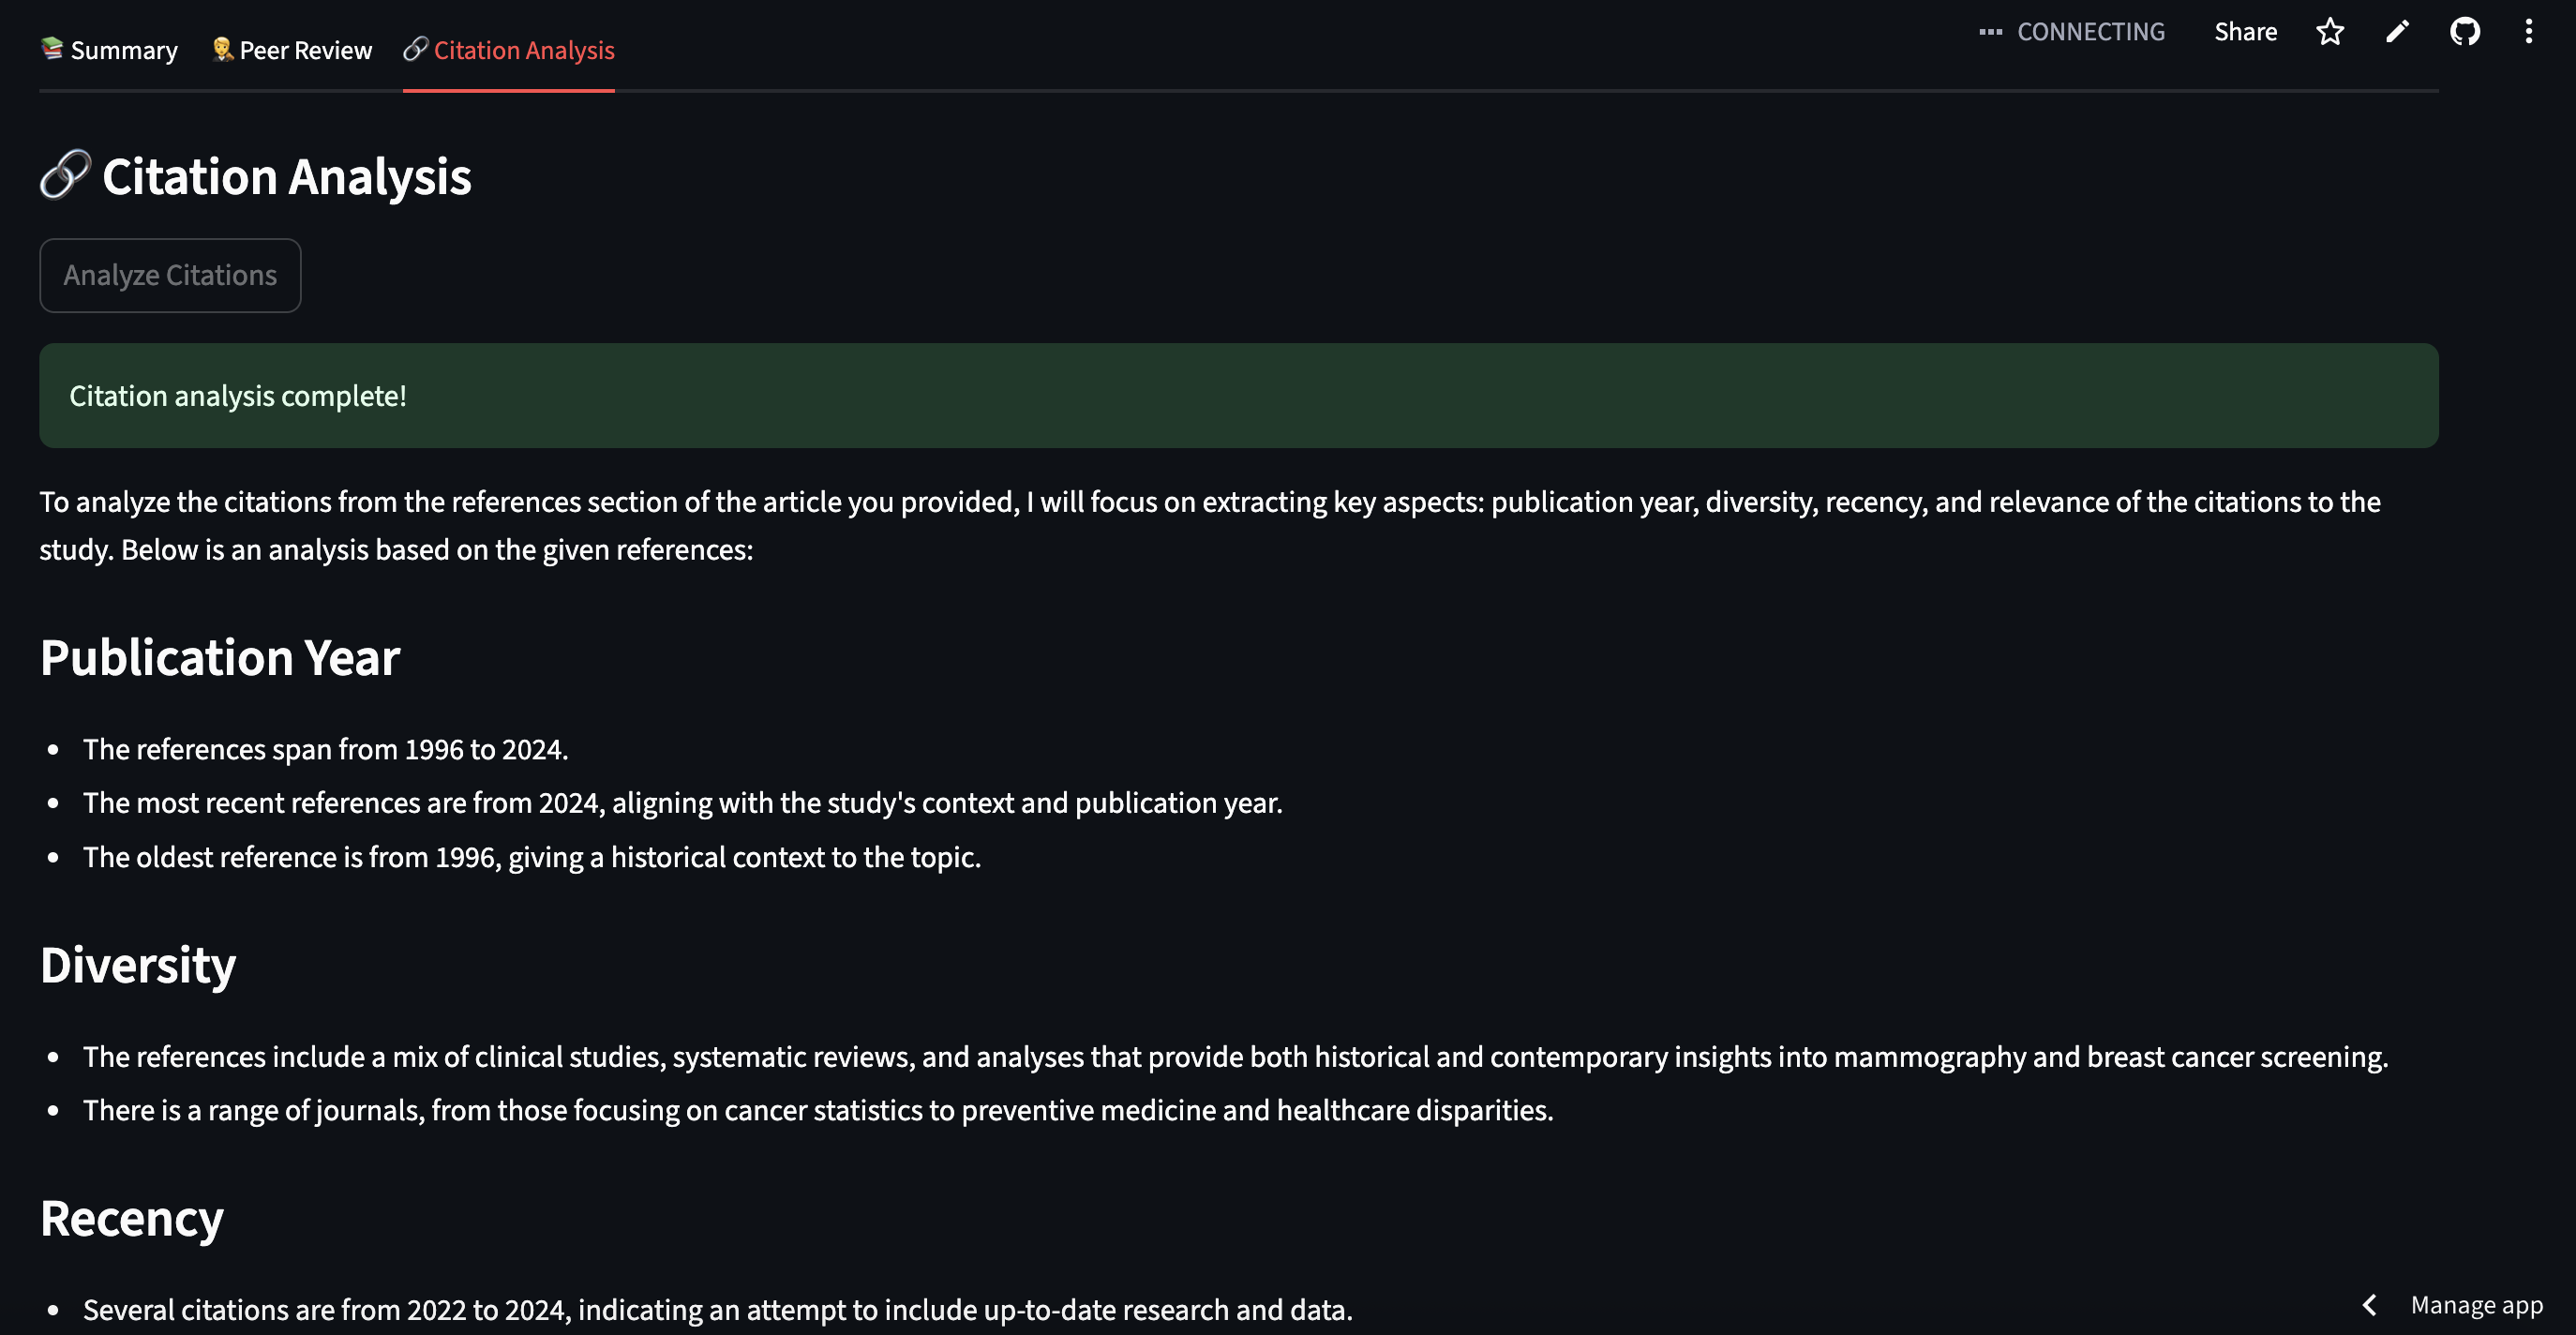 Summary Peer Review Citation Analysis CONNECTING Share
Citation Analysis
Analyze Citations
Citation analysis complete!
To analyze the citations from the references section of the article you provided, I will focus on extracting key aspects: publication year, diversity, recency, and relevance of the citations to the
study. Below is an analysis based on the given references:
Publication Year
• The references span from 1996 to 2024.
• The most recent references are from 2024, aligning with the study's context and publication year.
• The oldest reference is from 1996, giving a historical context to the topic.
Diversity
• The references include a mix of clinical studies, systematic reviews, and analyses that provide both historical and contemporary insights into mammography and breast cancer screening.
• There is a range of journals, from those focusing on cancer statistics to preventive medicine and healthcare disparities.
Recency
• Several citations are from 2022 to 2024, indicating an attempt to include up-to-date research and data.
Manage app